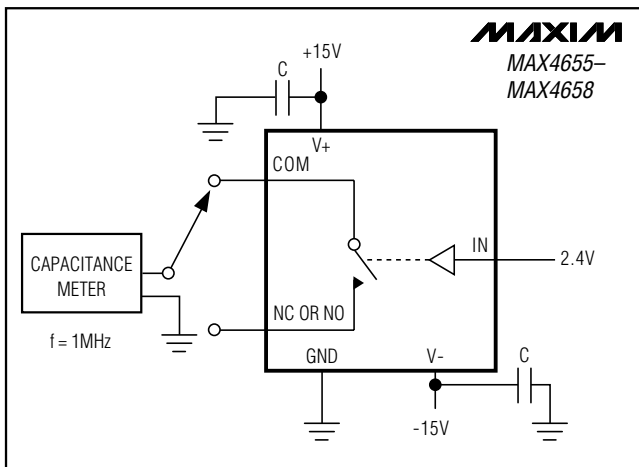 MAXIM
MAX4655–
MAX4658
+15V
C
V+
COM
IN
2.4V
CAPACITANCE
METER
NC OR NO
f = 1MHz
GND
V-
C
-15V